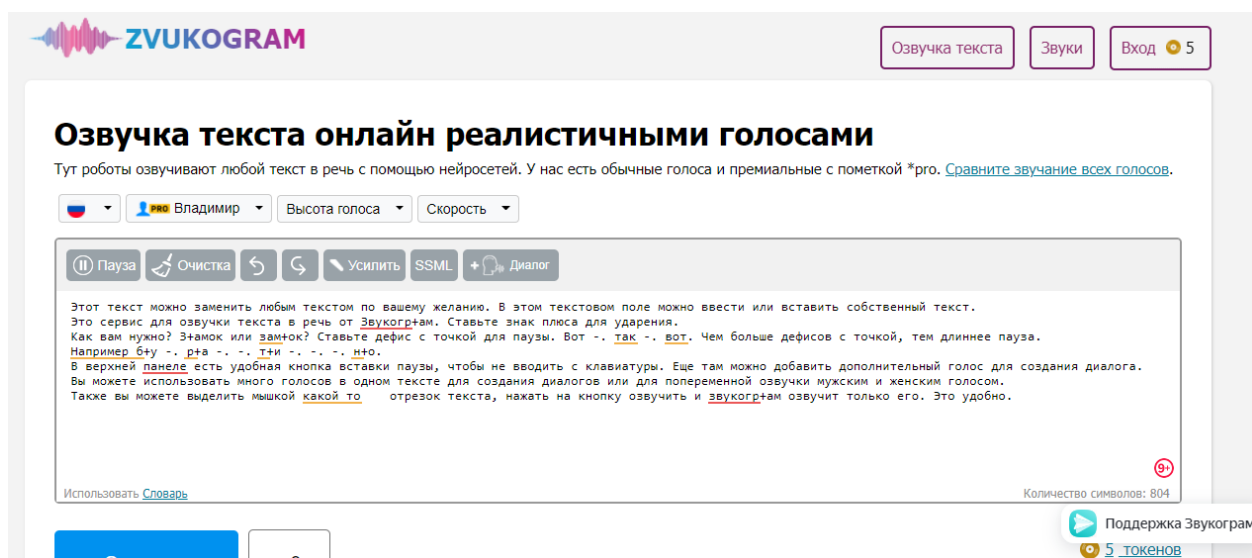 ZVUKOGRAM
Озвучка текста
Звуки
Вход 5
Озвучка текста онлайн реалистичными голосами
Тут роботы озвучивают любой текст в речь с помощью нейросетей. У нас есть обычные голоса и премиальные с пометкой *pro. Сравните звучание всех голосов.
PRO Владимир
Высота голоса
Скорость
Пауза
Очистка
Усилить
SSML
+ Диалог
Этот текст можно заменить любым текстом по вашему желанию. В этом текстовом поле можно ввести или вставить собственный текст.
Это сервис для озвучки текста в речь от Звукогр+ам. Ставьте знак плюса для ударения.
Как вам нужно? З+амок или зам+ок? Ставьте дефис с точкой для паузы. Вот -. так -. вот. Чем больше дефисов с точкой, тем длиннее пауза.
Например б+у -. р+а -. -. т+и -. -. -. н+о.
В верхней панеле есть удобная кнопка вставки паузы, чтобы не вводить с клавиатуры. Еще там можно добавить дополнительный голос для создания диалога.
Вы можете использовать много голосов в одном тексте для создания диалогов или для попеременной озвучки мужским и женским голосом.
Также вы можете выделить мышкой какой то отрезок текста, нажать на кнопку озвучить и звукогр+ам озвучит только его. Это удобно.
9+
Использовать Словарь
Количество символов: 804
Поддержка Звукограм
5 токенов